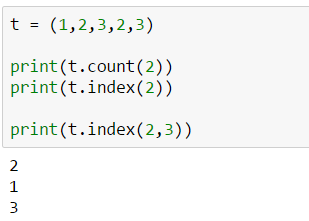 t = (1,2,3,2,3)
print(t.count(2))
print(t.index(2))
print(t.index(2,3))
2
1
3